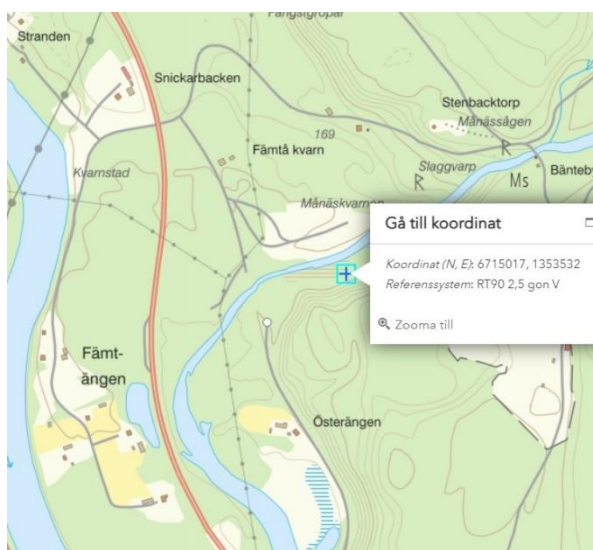 Fångstgropar
Stranden
Snickarbacken
Stenbacktorp
Månässågen
169
Fämtå kvarn
Kvarnstad
Slaggvarp
R
R
Ms
Bänteby
Månäskvarnen
Gå till koordinat
Koordinat (N, E): 6715017, 1353532
Referenssystem: RT90 2,5 gon V
Zooma till
Fämt-
ängen
Österängen